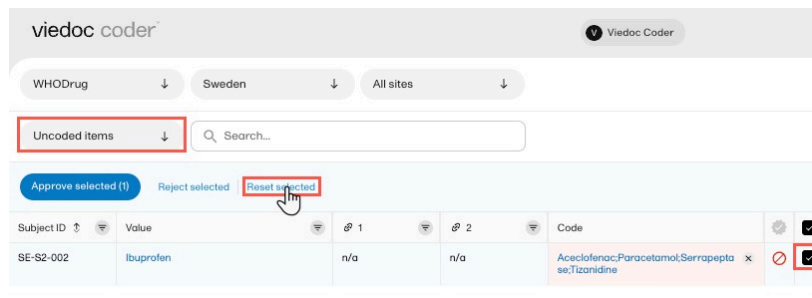 viedoc coder
V Viedoc Coder
WHODrug Sweden All sites
Uncoded items Search...
Approve selected (1) Reject selected Reset selected
Subject ID Value 1 2 Code
SE-S2-002 Ibuprofen n/a n/a Aceclofenac;Paracetamol;Serrapepta
se;Tizanidine